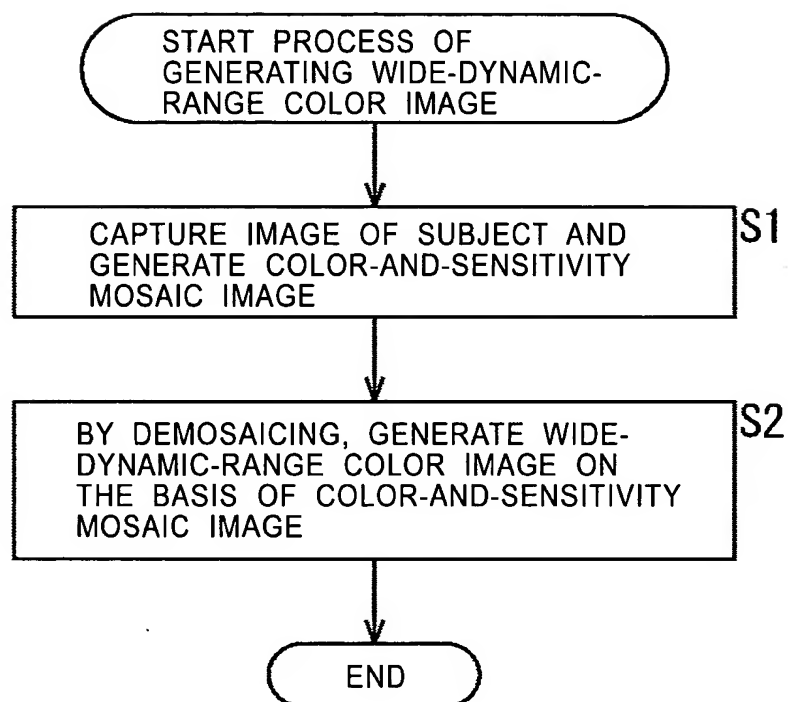 START PROCESS OF
GENERATING WIDE-DYNAMIC-
RANGE COLOR IMAGE
CAPTURE IMAGE OF SUBJECT AND
GENERATE COLOR-AND-SENSITIVITY
MOSAIC IMAGE
S1
BY DEMOSAICING, GENERATE WIDE-
DYNAMIC-RANGE COLOR IMAGE ON
THE BASIS OF COLOR-AND-SENSITIVITY
MOSAIC IMAGE
S2
END